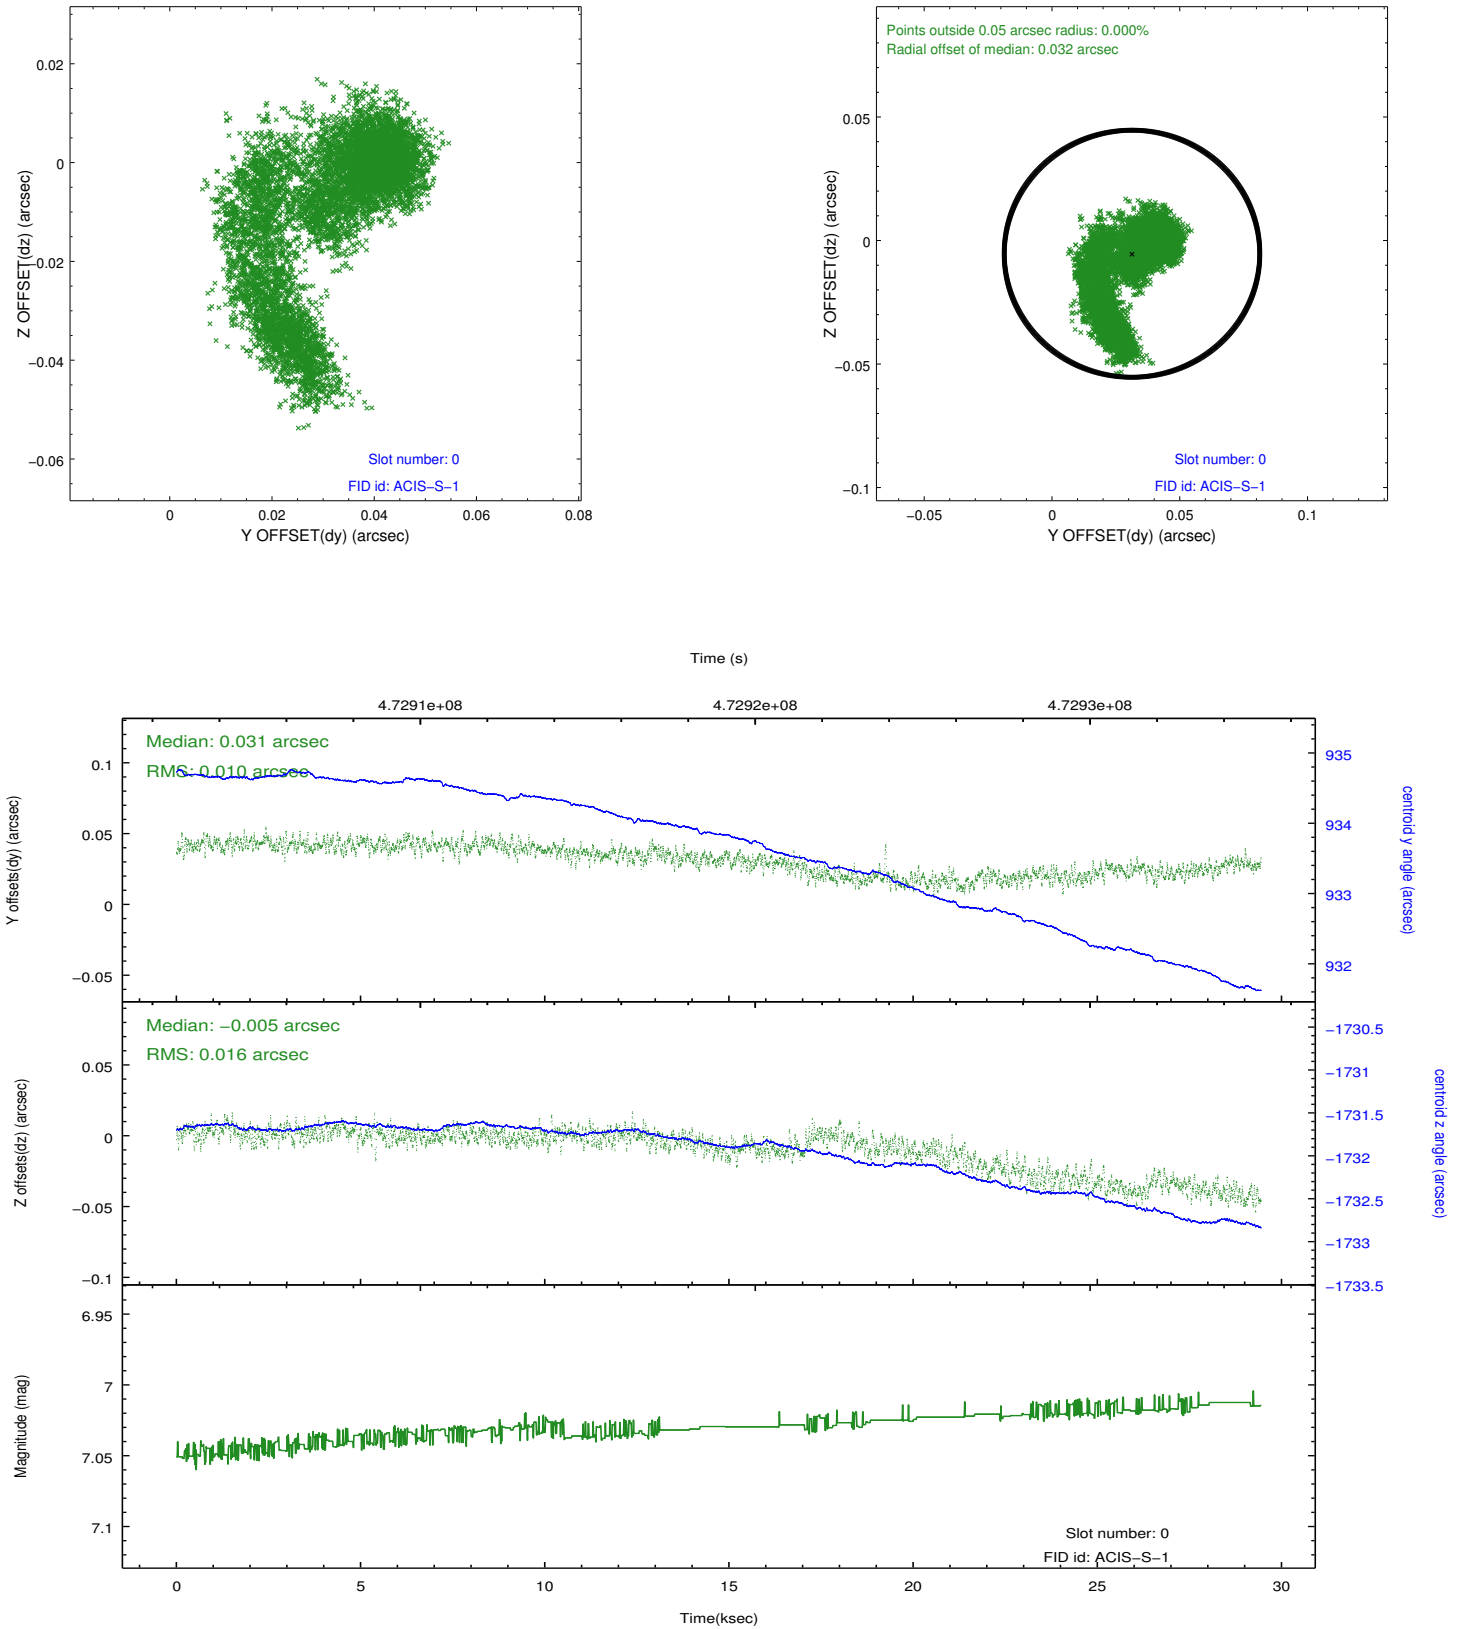 0.02
0
−0.02
−0.04
−0.06
Z OFFSET(dz) (arcsec)
0
0.02
0.04
0.06
0.08
Y OFFSET(dy) (arcsec)
Slot number: 0
FID id: ACIS−S−1
Points outside 0.05 arcsec radius: 0.000%
Radial offset of median: 0.032 arcsec
0.05
0
−0.05
−0.1
Z OFFSET(dz) (arcsec)
−0.05
0
0.05
0.1
Y OFFSET(dy) (arcsec)
Slot number: 0
FID id: ACIS−S−1
Time (s)
4.7291e+08
4.7292e+08
4.7293e+08
Median: 0.031 arcsec
RMS: 0.010 arcsec
0.1
0.05
0
−0.05
Y offsets(dy) (arcsec)
935
934
933
932
centroid y angle (arcsec)
Median: −0.005 arcsec
RMS: 0.016 arcsec
0.05
0
−0.05
−0.1
Z offsets(dz) (arcsec)
−1730.5
−1731
−1731.5
−1732
−1732.5
−1733
−1733.5
centroid z angle (arcsec)
6.95
7
7.05
7.1
Magnitude (mag)
Slot number: 0
FID id: ACIS−S−1
0
5
10
15
20
25
30
Time(ksec)